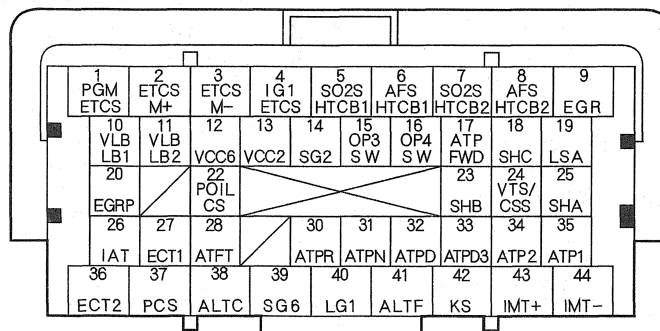 1 2 3 4 5 6 7 8 9
PGM ETCS ETCS IG1 SO2S AFS SO2S AFS
ETCS M+ M- ETCS HTCB1 HTCB1 HTCB2 HTCB2 EGR
10 11 12 13 14 15 16 17 18 19
VLB VLB OP3 OP4 ATP
LB1 LB2 VCC6 VCC2 SG2 SW SW FWD SHC LSA
20 22 23 24 25
POIL VTS/
EGRP CS SHB CSS SHA
26 27 28 30 31 32 33 34 35
IAT ECT1 ATFT ATPR ATPN ATPD ATPD3 ATP2 ATP1
36 37 38 39 40 41 42 43 44
ECT2 PCS ALTC SG6 LG1 ALTF KS IMT+ IMT-